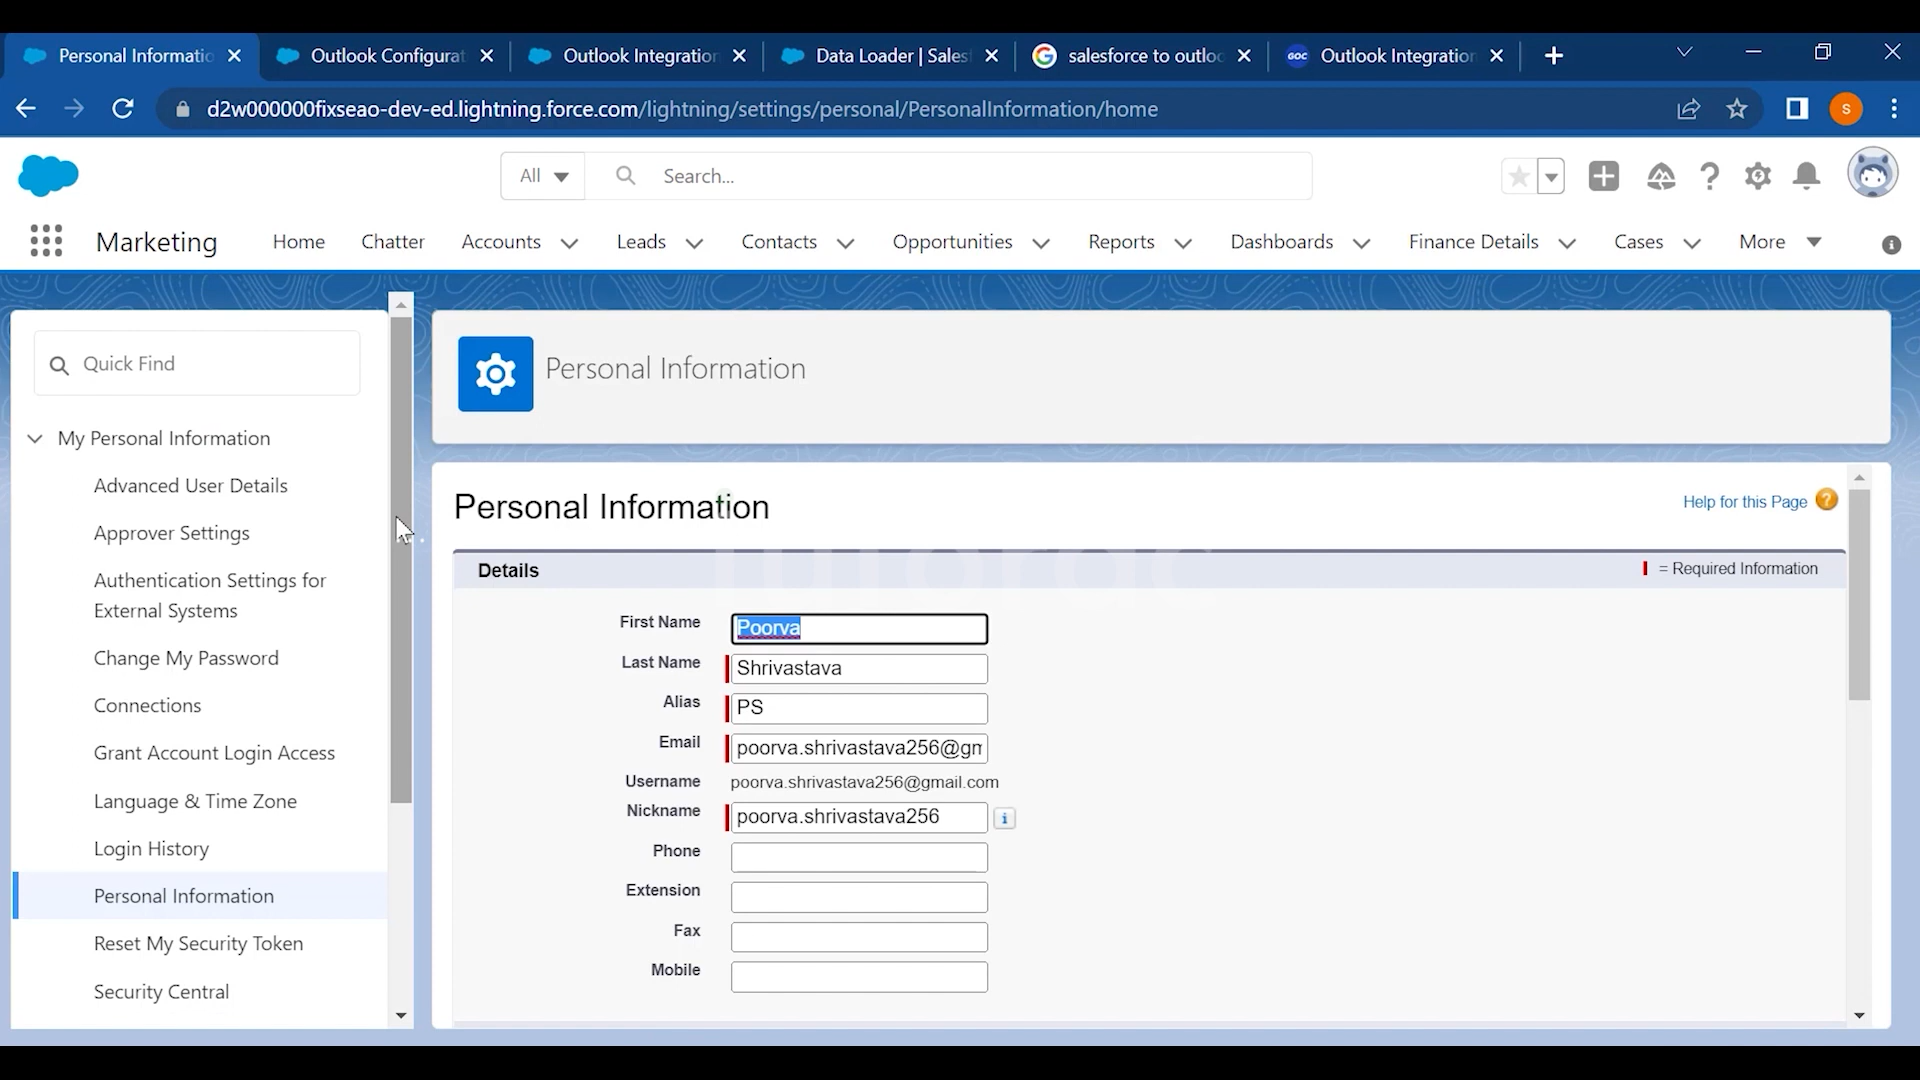 Personal Informatio
Outlook Configurat
Outlook Integration
Data Loader | Sales
salesforce to outloo
GOC
Outlook Integration
d2w000000fixseao-dev-ed.lightning.force.com/lightning/settings/personal/PersonalInformation/home
s
All
Search...
Marketing
Home
Chatter
Accounts
Leads
Contacts
Opportunities
Reports
Dashboards
Finance Details
Cases
More
Quick Find
My Personal Information
Advanced User Details
Approver Settings
Authentication Settings for
External Systems
Change My Password
Connections
Grant Account Login Access
Language & Time Zone
Login History
Personal Information
Reset My Security Token
Security Central
Personal Information
Personal Information
Help for this Page ?
Details
= Required Information
First Name Poorva
Last Name Shrivastava
Alias PS
Email poorva.shrivastava256@gm
Username poorva.shrivastava256@gmail.com
Nickname poorva.shrivastava256
Phone
Extension
Fax
Mobile